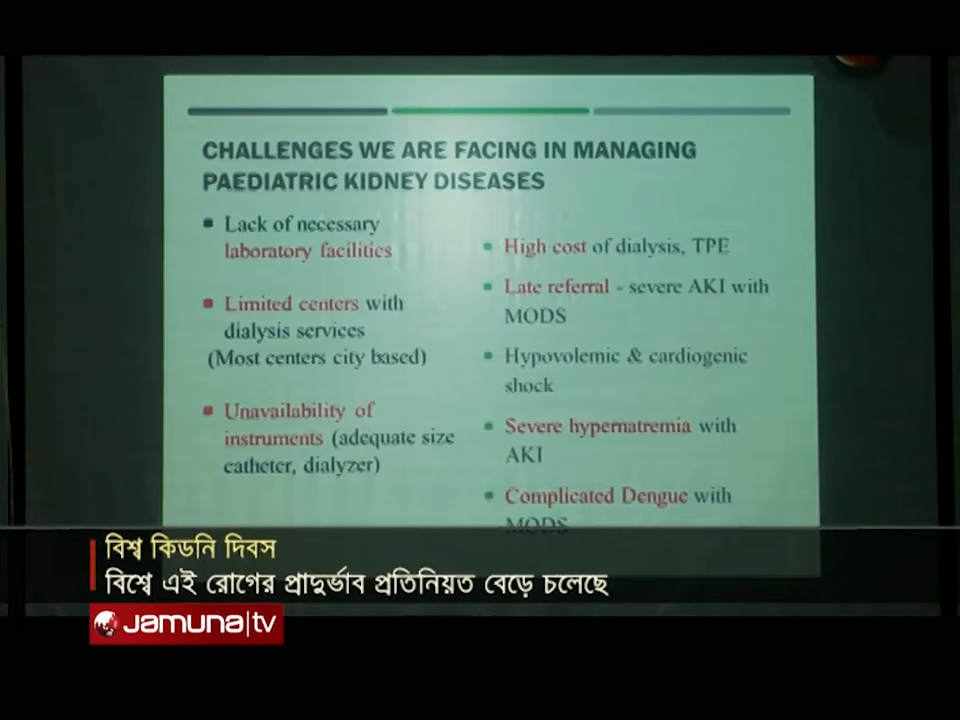 CHALLENGES WE ARE FACING IN MANAGING
PAEDIATRIC KIDNEY DISEASES
Lack of necessary
laboratory facilities
Limited centers with
dialysis services
(Most centers city based)
Unavailability of
instruments (adequate size
catheter, dialyzer)
High cost of dialysis, TPE
Late referral - severe AKI with
MODS
Hypovolemic & cardiogenic
shock
Severe hypernatremia with
AKI
Complicated Dengue with
MODS
বিশ্ব কিডনি দিবস
বিশ্বে এই রোগের প্রাদুর্ভাব প্রতিনিয়ত বেড়ে চলেছে
Jamuna|tv